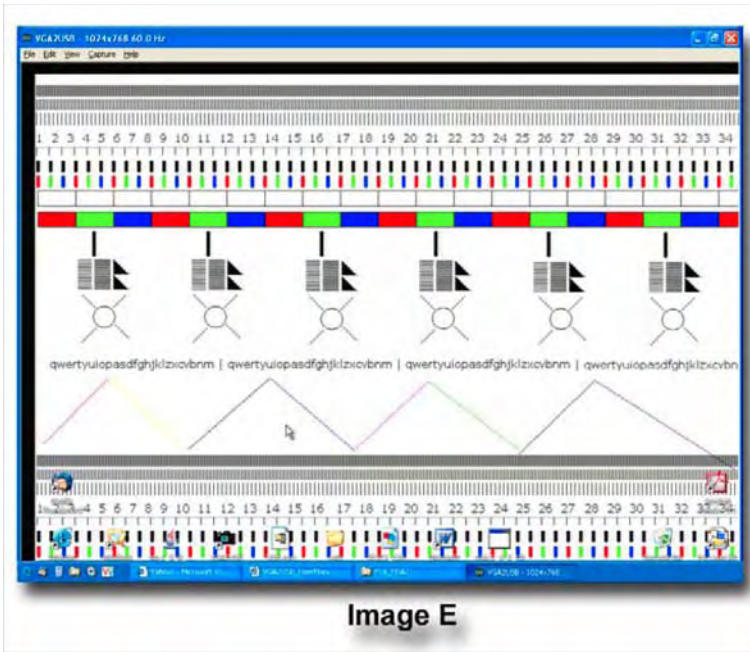 VGA2USB - 1024x768 60.0 Hz
File Edit View Capture Help
1 2 3 4 5 6 7 8 9 10 11 12 13 14 15 16 17 18 19 20 21 22 23 24 25 26 27 28 29 30 31 32 33 34
qwertyuiopasdfghjklzxcvbnm | qwertyuiopasdfghjklzxcvbnm | qwertyuiopasdfghjklzxcvbnm | qwertyuiopasdfghjklzxcvbn
1 4 5 6 7 8 9 10 11 12 13 14 15 16 17 18 19 20 21 22 23 24 25 26 27 28 29 30 31 32 33 34
VGA2USB - 1024x768
Image E